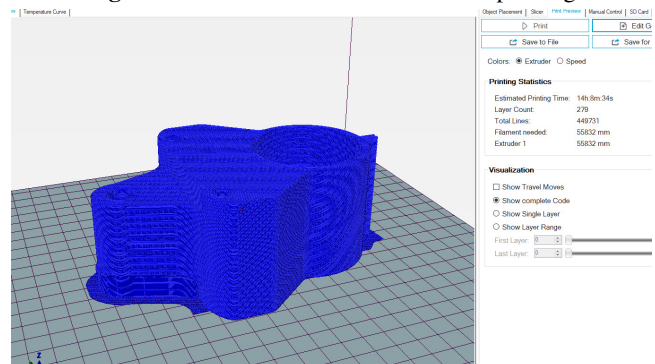 Temperature Curve
Object Placement Slicer Print Preview Manual Control SD Card
Print
Edit G-
Save to File
Save for
Colors: Extruder Speed
Printing Statistics
Estimated Printing Time: 14h:8m:34s
Layer Count: 279
Total Lines: 449731
Filament needed: 55832 mm
Extruder 1 55832 mm
Visualization
Show Travel Moves
Show complete Code
Show Single Layer
Show Layer Range
First Layer: 0
Last Layer: 0
Z